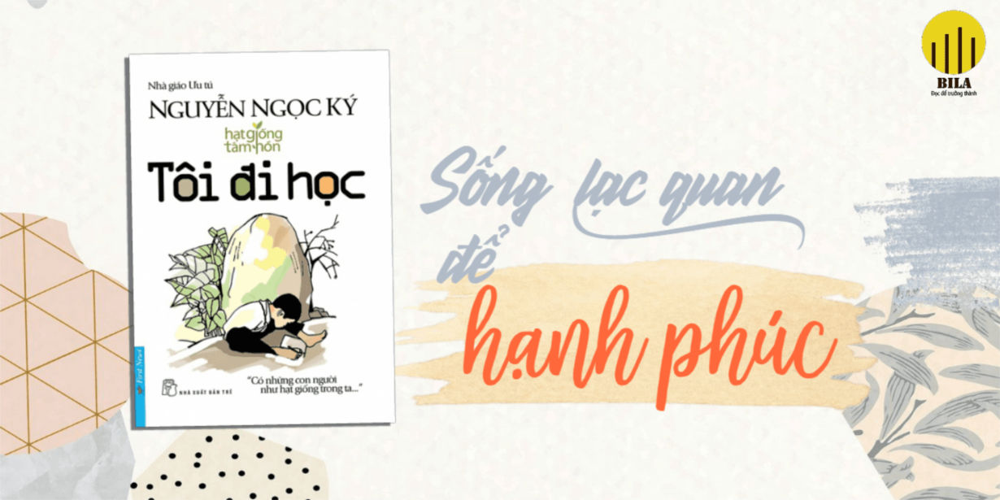 Nhà giáo Ưu tú
NGUYỄN NGỌC KÝ
hạt giống
tâm hồn
Tôi đi học
"Có những con người
như hạt giống trong ta..."
First News
NHÀ XUẤT BẢN TRẺ
Sống lạc quan
để
hạnh phúc
BILA
Đọc để trưởng thành